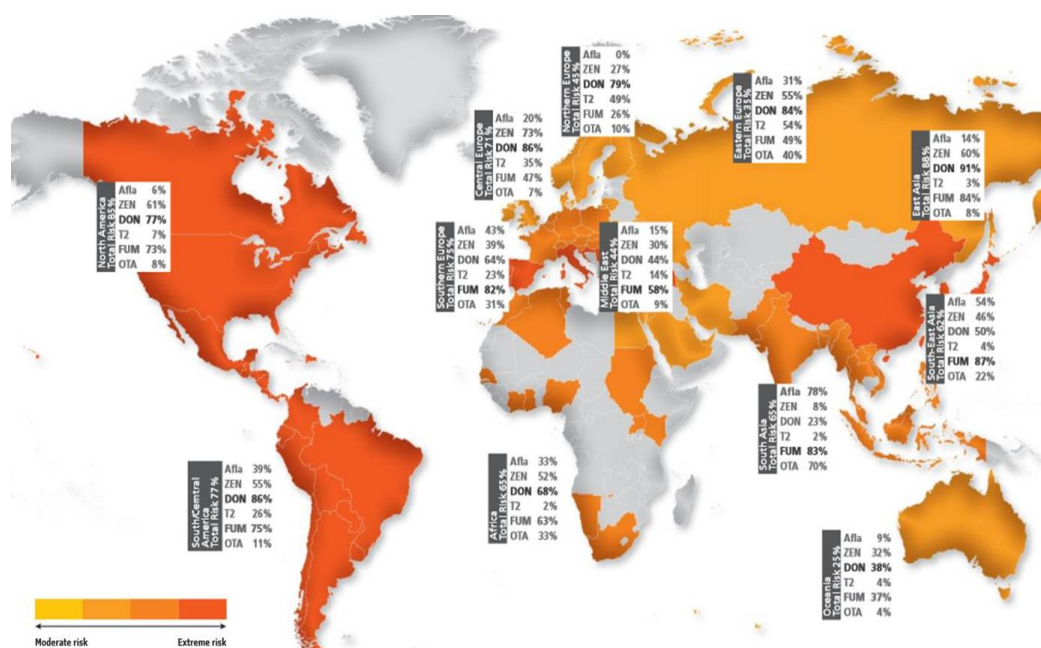 Northern Europe
Total Risk 45%
Afla 0%
ZEN 27%
DON 79%
T2 49%
FUM 26%
OTA 10%
Eastern Europe
Total Risk 35%
Afla 31%
ZEN 55%
DON 84%
T2 54%
FUM 49%
OTA 40%
Central Europe
Total Risk 71%
Afla 20%
ZEN 73%
DON 86%
T2 35%
FUM 47%
OTA 7%
East Asia
Total Risk 88%
Afla 14%
ZEN 60%
DON 91%
T2 3%
FUM 84%
OTA 8%
North America
Total Risk 85%
Afla 6%
ZEN 61%
DON 77%
T2 7%
FUM 73%
OTA 8%
Southern Europe
Total Risk 75%
Afla 43%
ZEN 39%
DON 64%
T2 23%
FUM 82%
OTA 31%
Middle East
Total Risk 44%
Afla 15%
ZEN 30%
DON 44%
T2 14%
FUM 58%
OTA 9%
South-East Asia
Total Risk 62%
Afla 54%
ZEN 46%
DON 50%
T2 4%
FUM 87%
OTA 22%
South Asia
Total Risk 65%
Afla 78%
ZEN 8%
DON 23%
T2 2%
FUM 83%
OTA 70%
South/Cemtral
America
Total Risk 77%
Afla 39%
ZEN 55%
DON 86%
T2 26%
FUM 75%
OTA 11%
Africa
Total Risk 65%
Afla 33%
ZEN 52%
DON 68%
T2 2%
FUM 63%
OTA 33%
Oceania
Total Risk 25%
Afla 9%
ZEN 32%
DON 38%
T2 4%
FUM 37%
OTA 4%
Moderate risk
Extreme risk